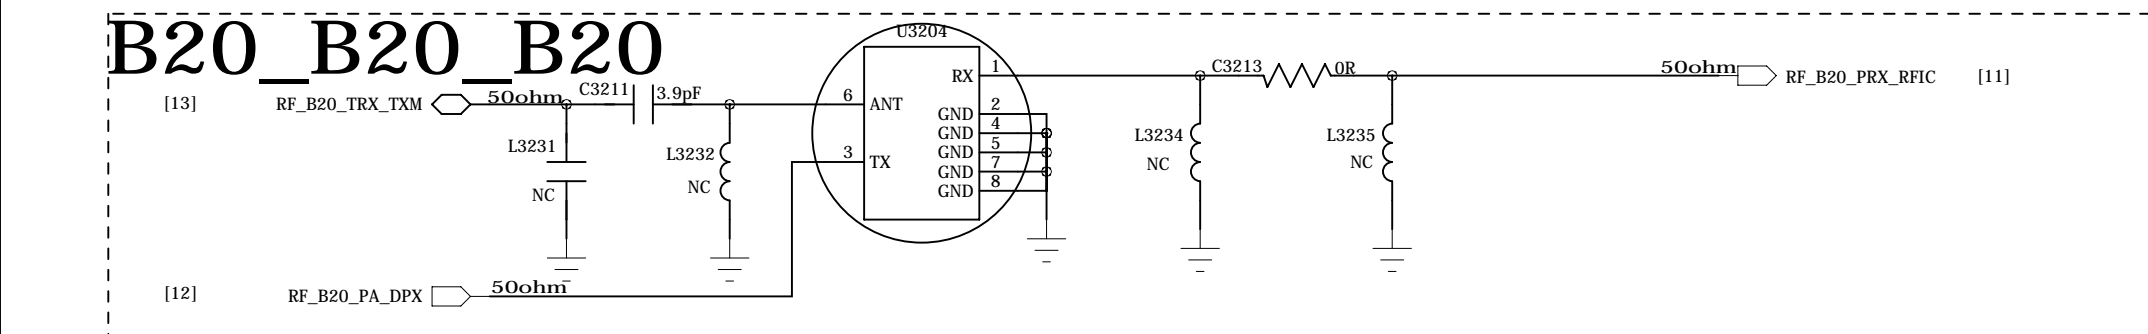 B20_B20_B20
U3204
[13] RF_B20_TRX_TXM 50ohm C3211 3.9pF
6 ANT
3 TX
RX 1
GND 2
GND 4
GND 5
GND 7
GND 8
L3231
NC
L3232
NC
C3213 0R
50ohm RF_B20_PRX_RFIC [11]
L3234
NC
L3235
NC
[12] RF_B20_PA_DPX 50ohm